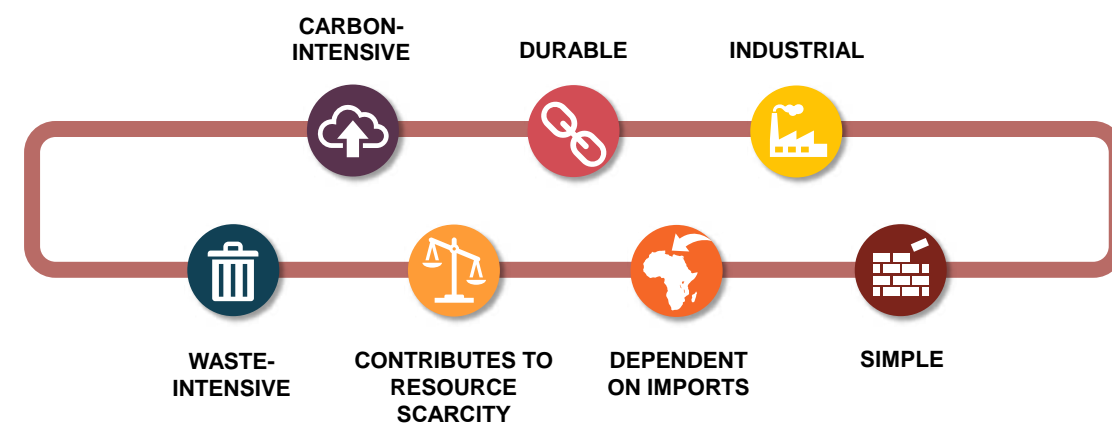 CARBON-
INTENSIVE
DURABLE
INDUSTRIAL
WASTE-
INTENSIVE
CONTRIBUTES TO
RESOURCE
SCARCITY
DEPENDENT
ON IMPORTS
SIMPLE